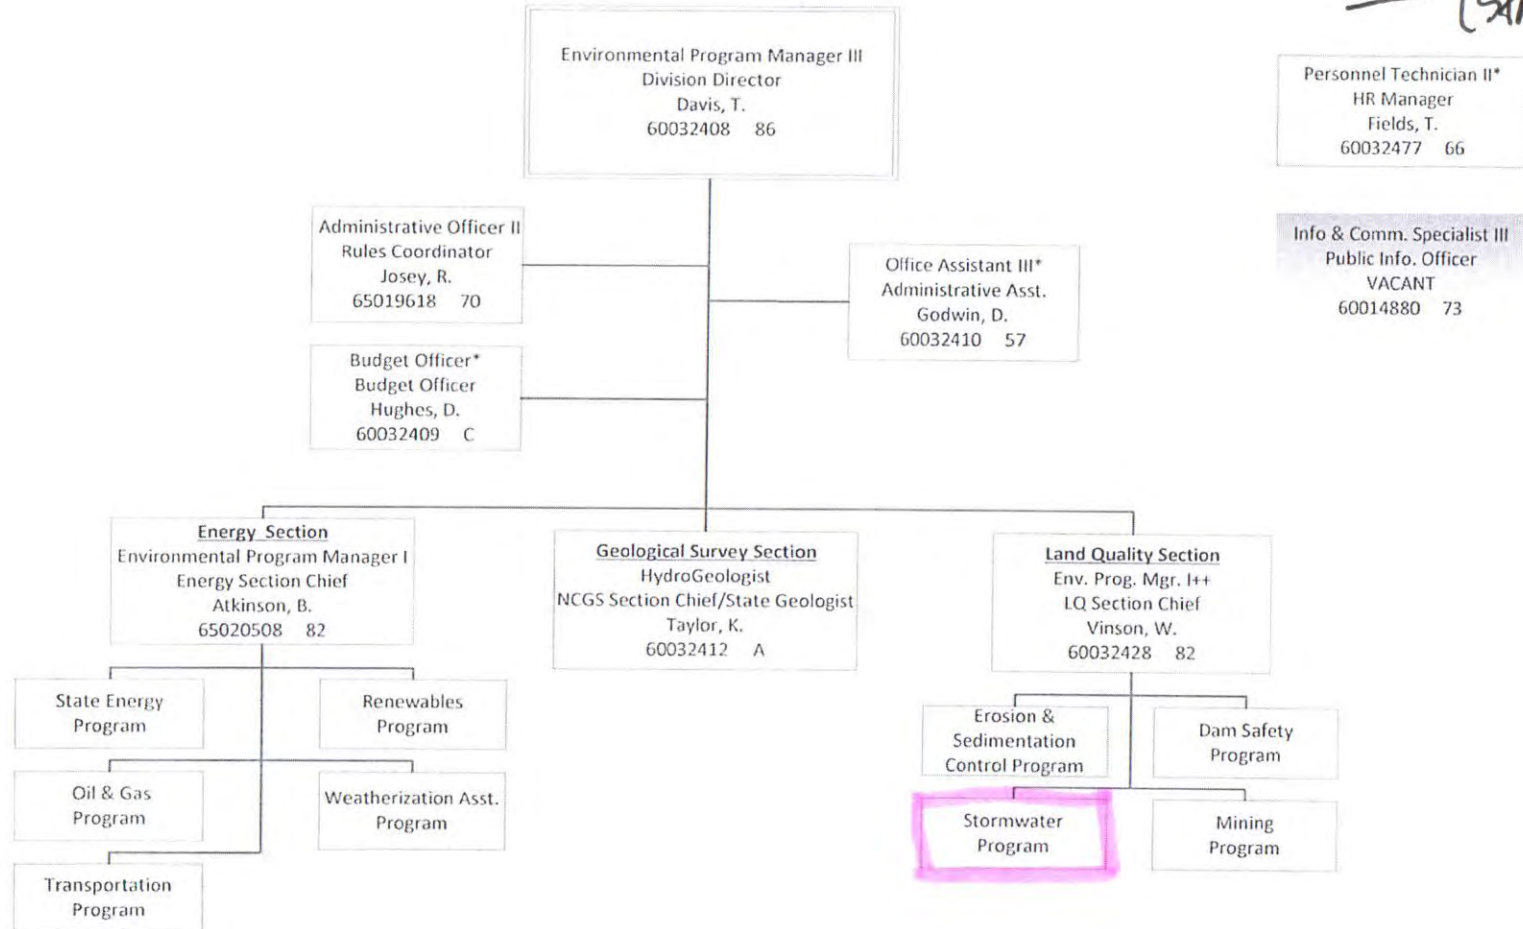 (SAM
Environmental Program Manager III
Division Director
Davis, T.
60032408 86
Personnel Technician II*
HR Manager
Fields, T.
60032477 66
Administrative Officer II
Rules Coordinator
Josey, R.
65019618 70
Office Assistant III*
Administrative Asst.
Godwin, D.
60032410 57
Info & Comm. Specialist III
Public Info. Officer
VACANT
60014880 73
Budget Officer*
Budget Officer
Hughes, D.
60032409 C
Energy Section
Environmental Program Manager I
Energy Section Chief
Atkinson, B.
65020508 82
Geological Survey Section
HydroGeologist
NCGS Section Chief/State Geologist
Taylor, K.
60032412 A
Land Quality Section
Env. Prog. Mgr. I++
LQ Section Chief
Vinson, W.
60032428 82
State Energy
Program
Renewables
Program
Oil & Gas
Program
Weatherization Asst.
Program
Transportation
Program
Erosion &
Sedimentation
Control Program
Dam Safety
Program
Stormwater
Program
Mining
Program